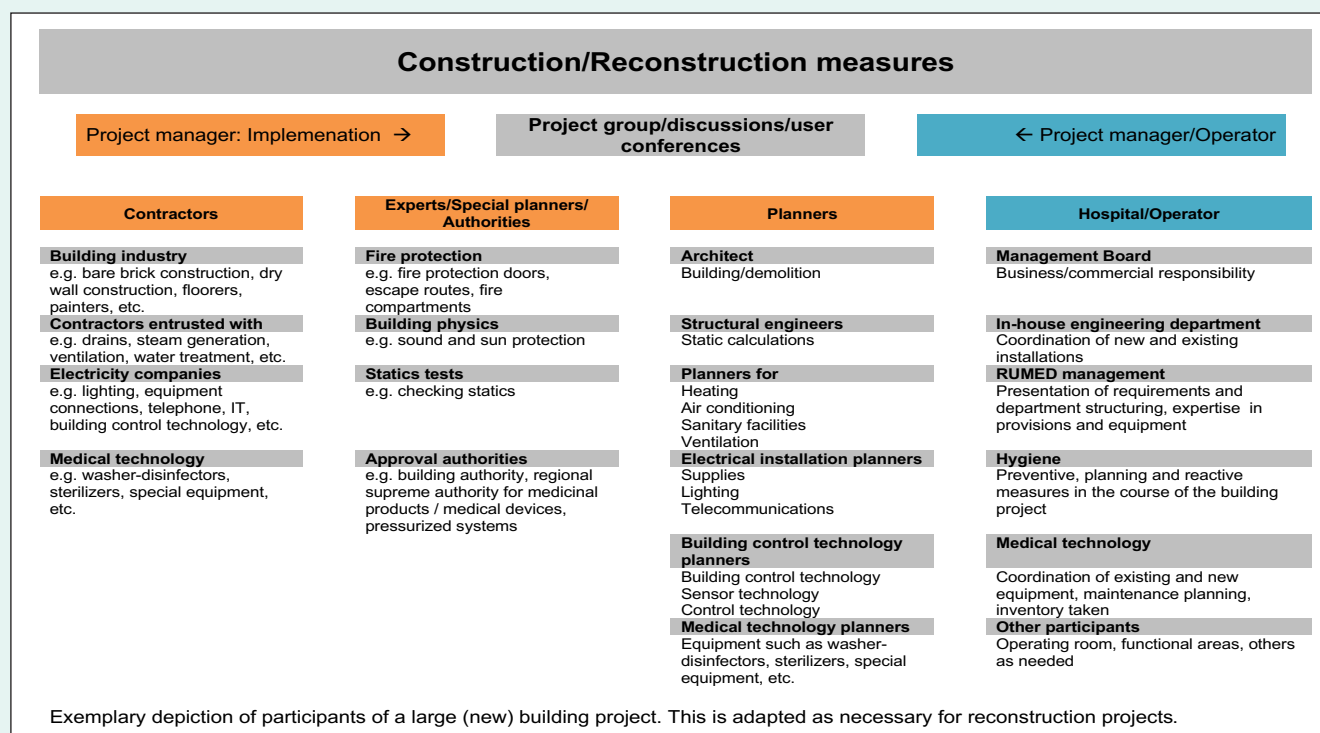 Construction/Reconstruction measures
Project manager: Implemenation →
Project group/discussions/user
conferences
← Project manager/Operator
Contractors
Building industry
e.g. bare brick construction, dry
wall construction, floorers,
painters, etc.
Contractors entrusted with
e.g. drains, steam generation,
ventilation, water treatment, etc.
Electricity companies
e.g. lighting, equipment
connections, telephone, IT,
building control technology, etc.
Medical technology
e.g. washer-disinfectors,
sterilizers, special equipment,
etc.
Experts/Special planners/
Authorities
Fire protection
e.g. fire protection doors,
escape routes, fire
compartments
Building physics
e.g. sound and sun protection
Statics tests
e.g. checking statics
Approval authorities
e.g. building authority, regional
supreme authority for medicinal
products / medical devices,
pressurized systems
Planners
Architect
Building/demolition
Structural engineers
Static calculations
Planners for
Heating
Air conditioning
Sanitary facilities
Ventilation
Electrical installation planners
Supplies
Lighting
Telecommunications
Building control technology
planners
Building control technology
Sensor technology
Control technology
Medical technology planners
Equipment such as washer-
disinfectors, sterilizers, special
equipment, etc.
Hospital/Operator
Management Board
Business/commercial responsibility
In-house engineering department
Coordination of new and existing
installations
RUMED management
Presentation of requirements and
department structuring, expertise in
provisions and equipment
Hygiene
Preventive, planning and reactive
measures in the course of the building
project
Medical technology
Coordination of existing and new
equipment, maintenance planning,
inventory taken
Other participants
Operating room, functional areas, others
as needed
Exemplary depiction of participants of a large (new) building project. This is adapted as necessary for reconstruction projects.